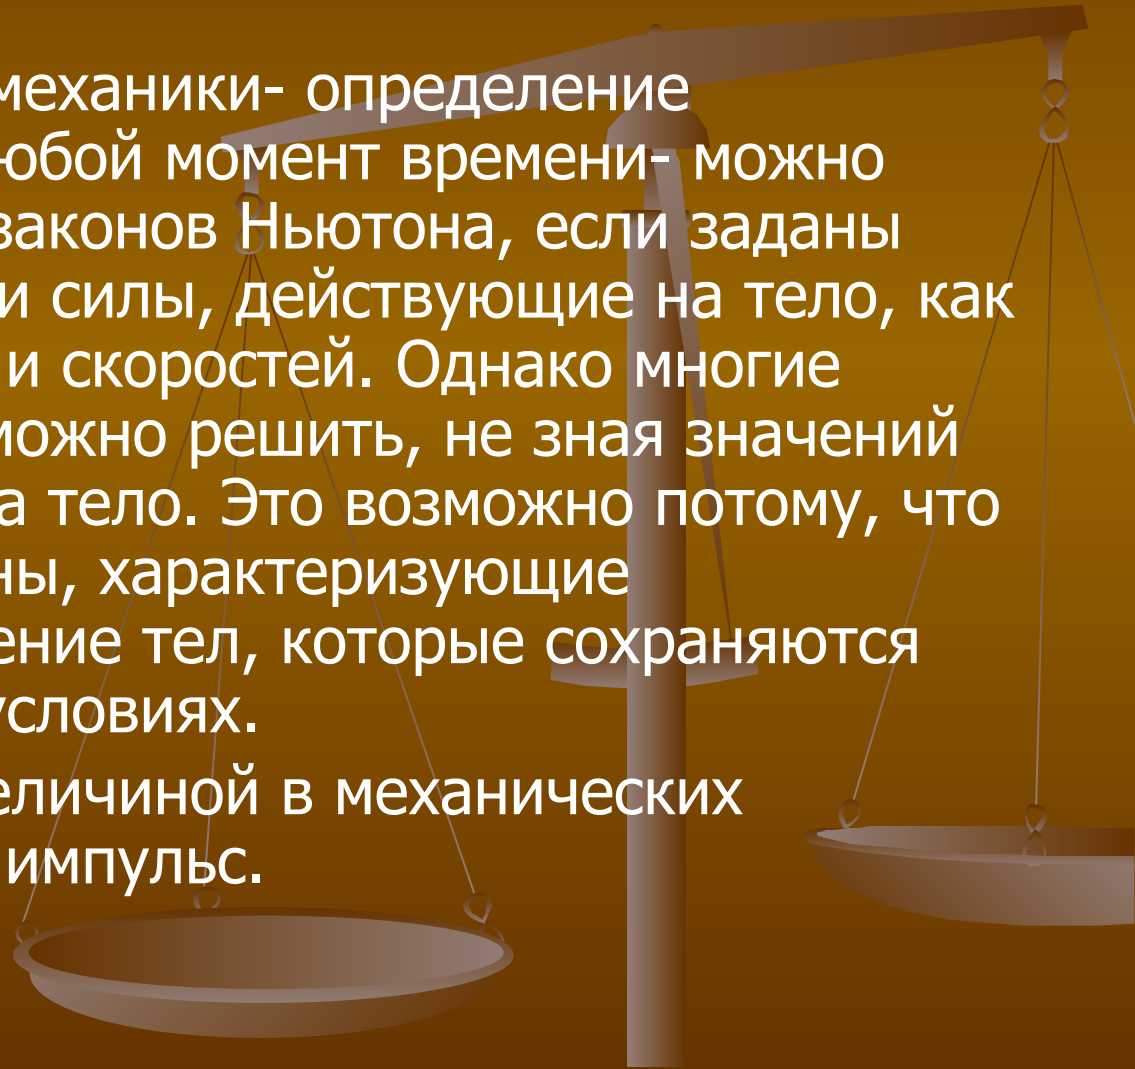 механики- определение
юбой момент времени- можно
законов Ньютона, если заданы
и силы, действующие на тело, как
и скоростей. Однако многие
можно решить, не зная значений
а тело. Это возможно потому, что
ны, характеризующие
ение тел, которые сохраняются
условиях.
еличиной в механических
импульс.